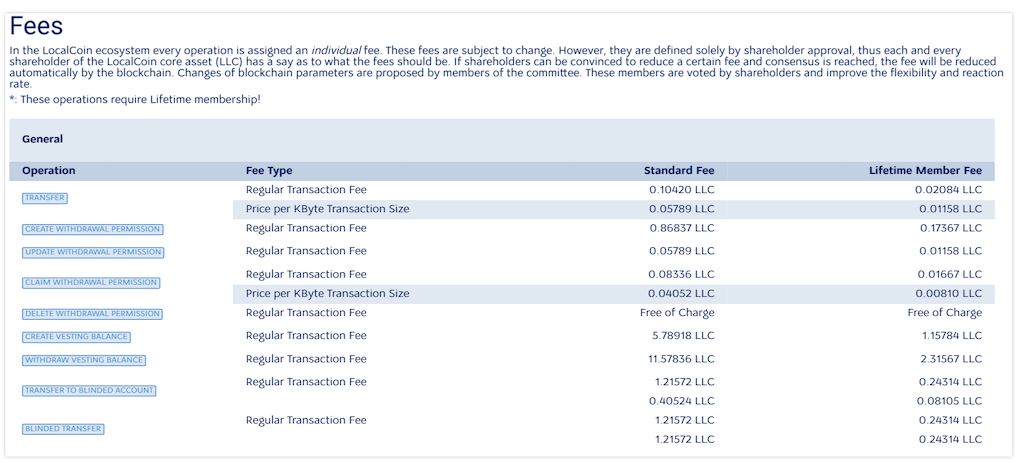 Fees
In the LocalCoin ecosystem every operation is assigned an individual fee. These fees are subject to change. However, they are defined solely by shareholder approval, thus each and every
shareholder of the LocalCoin core asset (LLC) has a say as to what the fees should be. If shareholders can be convinced to reduce a certain fee and consensus is reached, the fee will be reduced
automatically by the blockchain. Changes of blockchain parameters are proposed by members of the committee. These members are voted by shareholders and improve the flexibility and reaction
rate.
*: These operations require Lifetime membership!
General
Operation Fee Type Standard Fee Lifetime Member Fee
TRANSFER Regular Transaction Fee 0.10420 LLC 0.02084 LLC
Price per KByte Transaction Size 0.05789 LLC 0.01158 LLC
CREATE WITHDRAWAL PERMISSION Regular Transaction Fee 0.86837 LLC 0.17367 LLC
UPDATE WITHDRAWAL PERMISSION Regular Transaction Fee 0.05789 LLC 0.01158 LLC
CLAIM WITHDRAWAL PERMISSION Regular Transaction Fee 0.08336 LLC 0.01667 LLC
Price per KByte Transaction Size 0.04052 LLC 0.00810 LLC
DELETE WITHDRAWAL PERMISSION Regular Transaction Fee Free of Charge Free of Charge
CREATE VESTING BALANCE Regular Transaction Fee 5.78918 LLC 1.15784 LLC
WITHDRAW VESTING BALANCE Regular Transaction Fee 11.57836 LLC 2.31567 LLC
TRANSFER TO BLINDED ACCOUNT Regular Transaction Fee 1.21572 LLC 0.24314 LLC
0.40524 LLC 0.08105 LLC
BLINDED TRANSFER Regular Transaction Fee 1.21572 LLC 0.24314 LLC
1.21572 LLC 0.24314 LLC